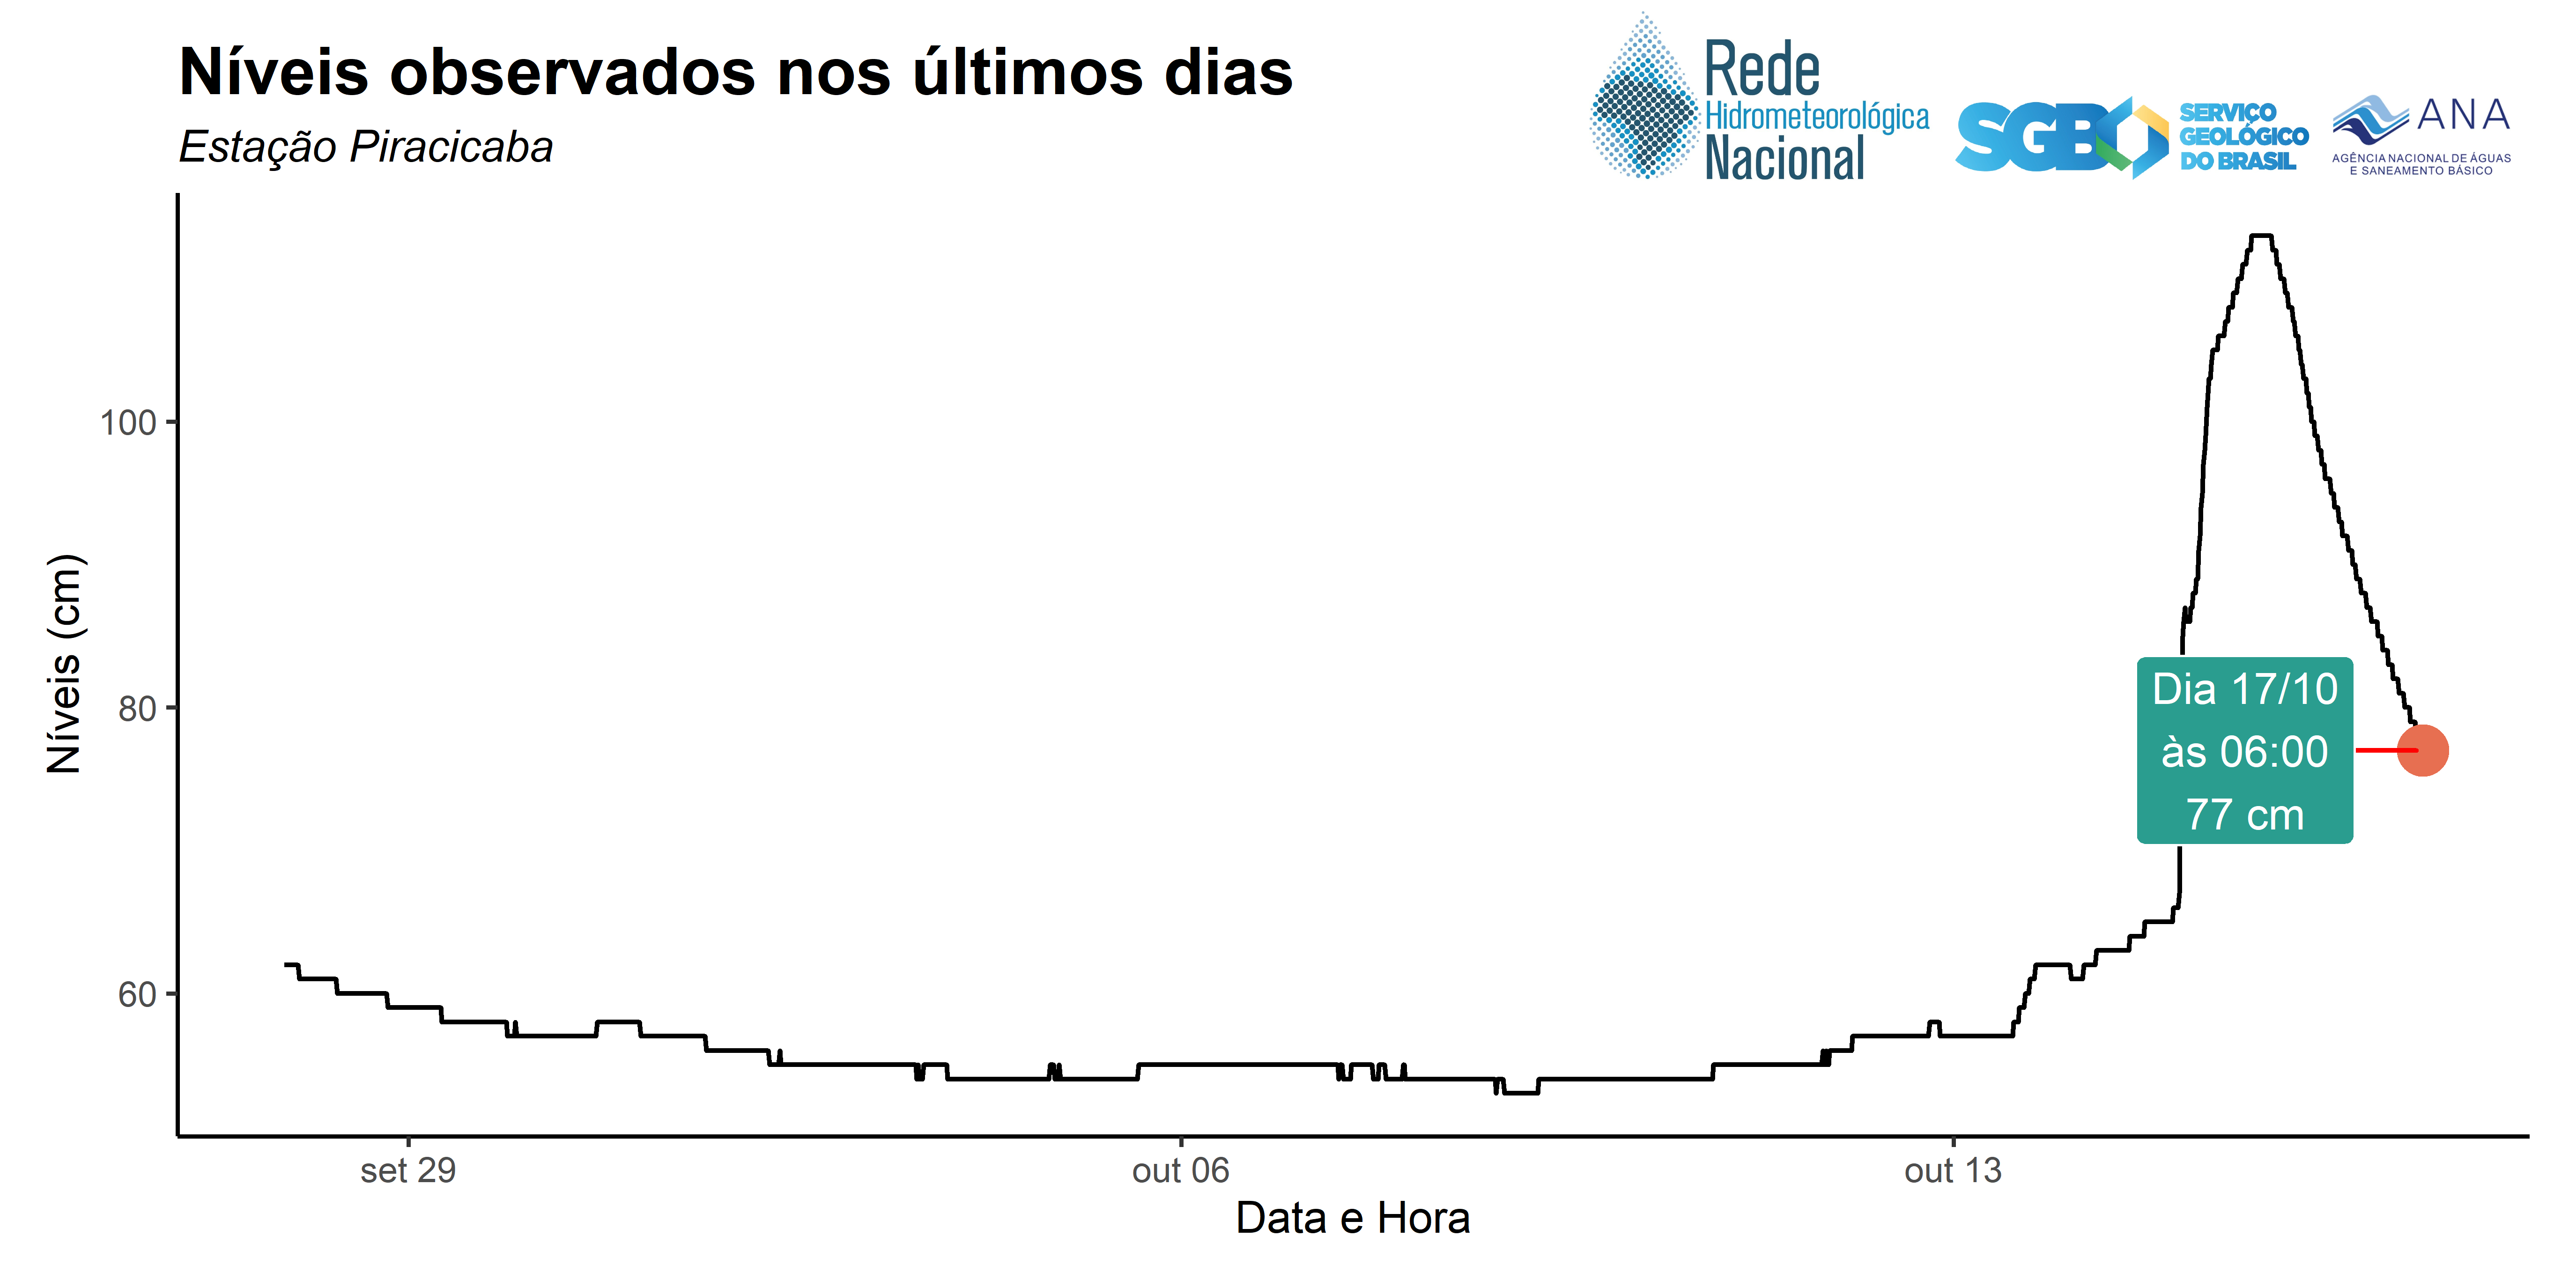 Níveis observados nos últimos dias
Estação Piracicaba
Rede
Hidrometeorológica
Nacional
SGB
SERVIÇO
GEOLÓGICO
DO BRASIL
ANA
AGÊNCIA NACIONAL DE ÁGUAS
E SANEAMENTO BÁSICO
Níveis (cm)
100
80
60
Dia 17/10
às 06:00
77 cm
set 29
out 06
out 13
Data e Hora